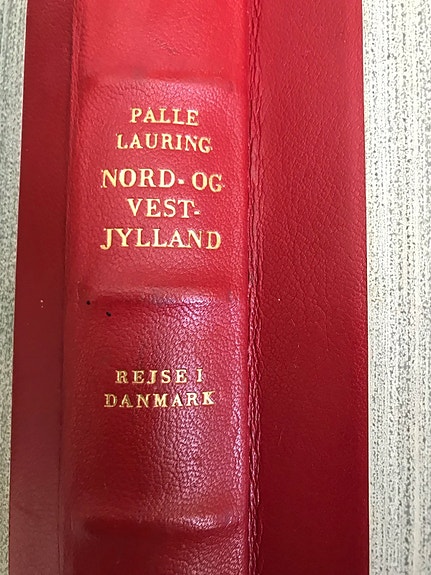 PALLE
LAURING
NORD- OG
VEST-
JYLLAND
REJSE I
DANMARK